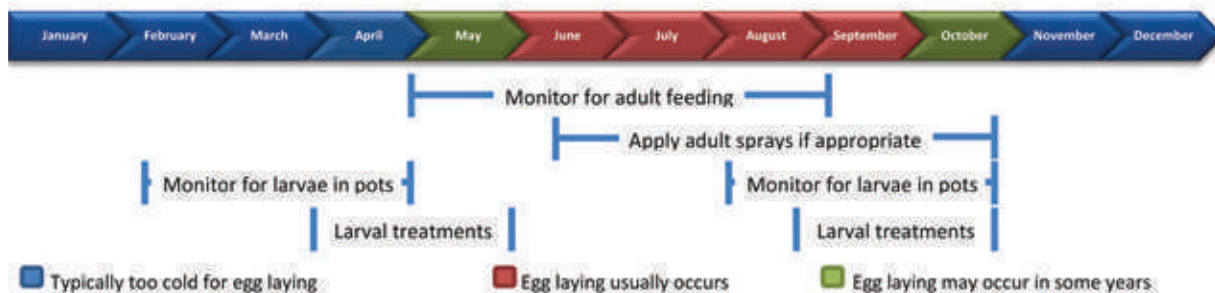 January February March April May June July August September October November December
Monitor for adult feeding
Apply adult sprays if appropriate
Monitor for larvae in pots Monitor for larvae in pots
Larval treatments Larval treatments
Typically too cold for egg laying Egg laying usually occurs Egg laying may occur in some years